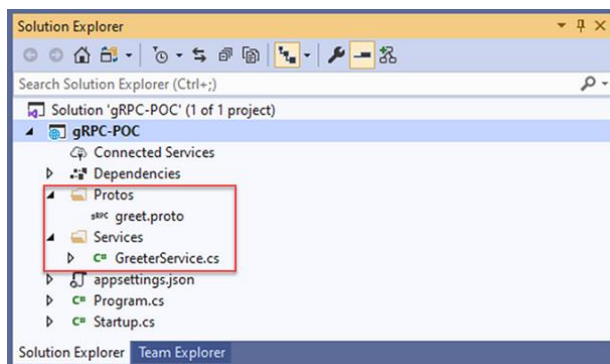 Solution Explorer
Search Solution Explorer (Ctrl+;)
Solution 'gRPC-POC' (1 of 1 project)
gRPC-POC
Connected Services
Dependencies
Protos
gRPC greet.proto
Services
C# GreeterService.cs
appsettings.json
C# Program.cs
C# Startup.cs
Solution Explorer Team Explorer